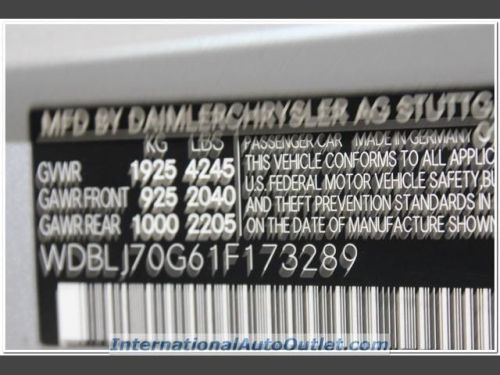 MFD BY DAIMLERCHRYSLER AG STUTTG
KG LBS
GVWR 1925 4245
GAWR FRONT 925 2040
GAWR REAR 1000 2205
PASSENGER CAR MADE IN GERMANY
THIS VEHICLE CONFORMS TO ALL APPLIC
U.S. FEDERAL MOTOR VEHICLE SAFETY, BU
AND THEFT PREVENTION STANDARDS IN
ON THE DATE OF MANUFACTURE SHOWN
WDBLJ70G61F173289
InternationalAutoOutlet.com